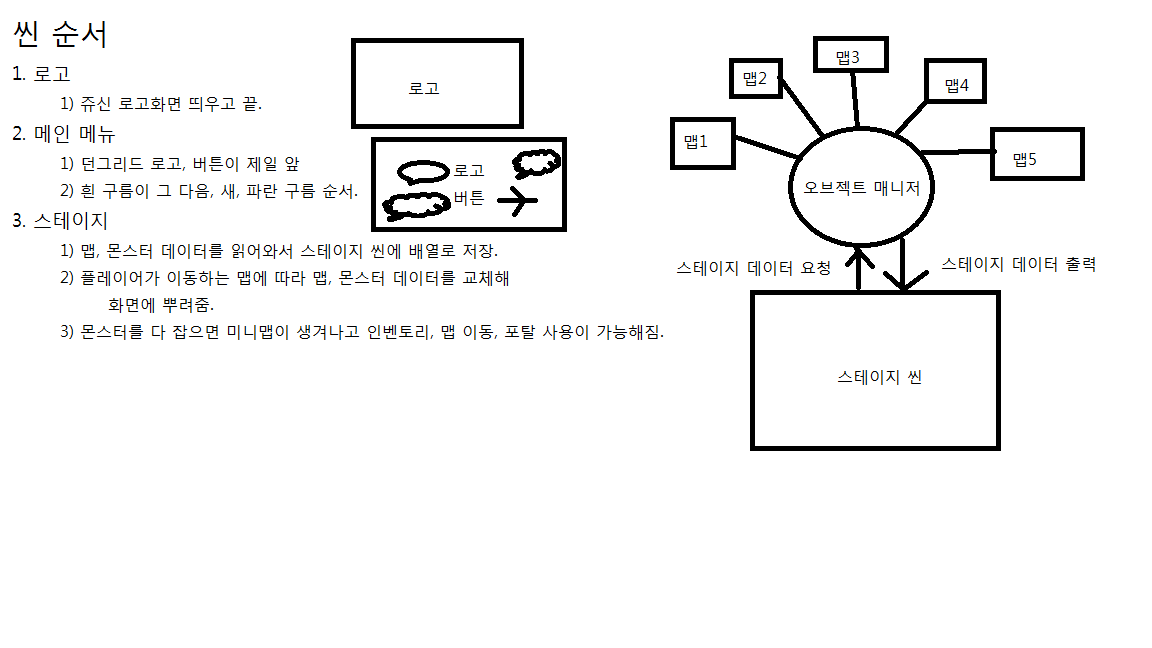 씬 순서
1. 로고
1) 쥬신 로고화면 띄우고 끝.
2. 메인 메뉴
1) 던그리드 로고, 버튼이 제일 앞
2) 흰 구름이 그 다음, 새, 파란 구름 순서.
3. 스테이지
1) 맵, 몬스터 데이터를 읽어와서 스테이지 씬에 배열로 저장.
2) 플레이어가 이동하는 맵에 따라 맵, 몬스터 데이터를 교체해
화면에 뿌려줌.
3) 몬스터를 다 잡으면 미니맵이 생겨나고 인벤토리, 맵 이동, 포탈 사용이 가능해짐.
로고
로고
버튼
맵1
맵2
맵3
맵4
맵5
오브젝트 매니저
스테이지 데이터 요청
스테이지 데이터 출력
스테이지 씬